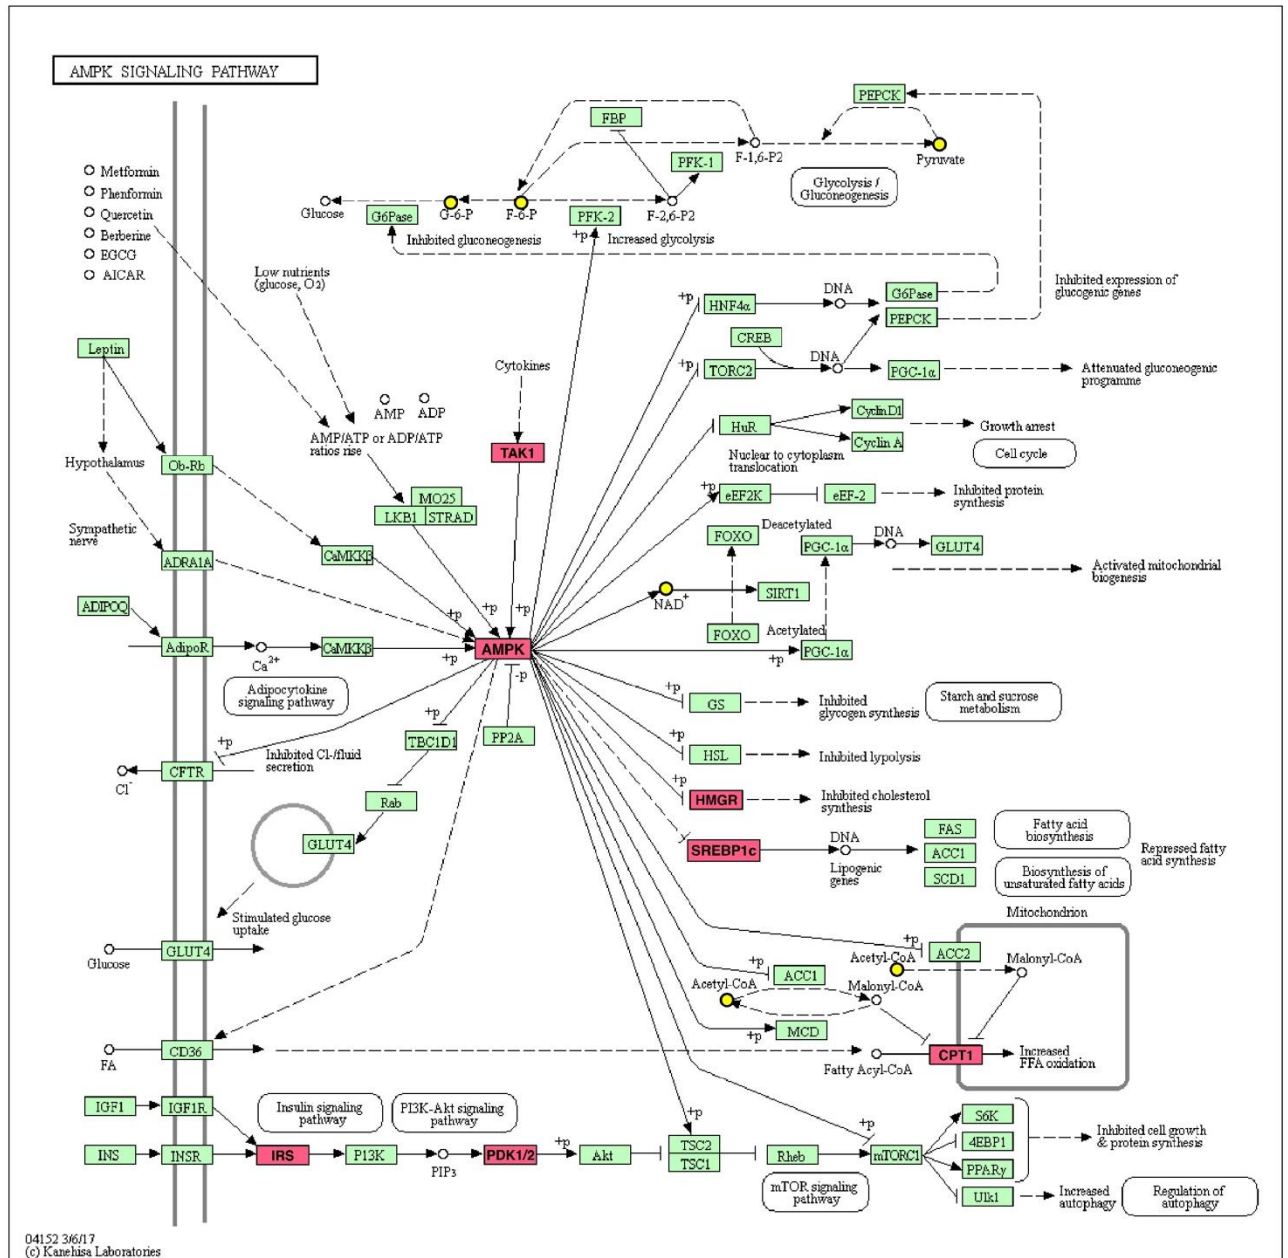 AMPK SIGNALING PATHWAY
Metformin
Phenformin
Quercetin
Berberine
EGCG
AICAR
Low nutrients
(glucose, O2)
Leptin
Hypothalamus
Sympathetic
nerve
Ob-Rb
ADRA1A
ADIPOQ
AdipoR
Ca2+
CaMKKβ
CaMKKβ
+p
+p
+p
+p
AMP
ADP
AMP/ATP or ADP/ATP
ratios rise
MO25
LKB1
STRAD
Cytokines
TAK1
AMPK
-p
PP2A
Adipocytokine
signaling pathway
+p
Inhibited Cl-/fluid
secretion
CFTR
Cl-
+p
TBC1D1
Rab
GLUT4
Stimulated glucose
uptake
Glucose
GLUT4
FA
CD36
FBP
PFK-1
F-1,6-P2
PEPCK
Pyruvate
Glycolysis /
Gluconeogenesis
Glucose
G6Pase
G-6-P
F-6-P
PFK-2
F-2,6-P2
+p
Inhibited gluconeogenesis
Increased glycolysis
+p
HNF4α
DNA
G6Pase
PEPCK
Inhibited expression of
glucogenic genes
CREB
+p
TORC2
DNA
PGC-1α
Attenuated gluconeogenic
programme
HuR
Cyclin D1
Cyclin A
Growth arrest
Cell cycle
Nuclear to cytoplasm
translocation
+p
eEF2K
eEF-2
Inhibited protein
synthesis
Deacetylated
FOXO
PGC-1α
DNA
GLUT4
Activated mitochondrial
biogenesis
NAD+
SIRT1
FOXO
Acetylated
PGC-1α
+p
+p
GS
Inhibited
glycogen synthesis
Starch and sucrose
metabolism
+p
HSL
Inhibited lypolysis
+p
HMGR
Inhibited cholesterol
synthesis
SREBP1c
DNA
Lipogenic
genes
FAS
ACC1
SCD1
Fatty acid
biosynthesis
Biosynthesis of
unsaturated fatty acids
Repressed fatty
acid synthesis
Mitochondrion
+p
ACC2
Acetyl-CoA
Malonyl-CoA
+p
ACC1
Acetyl-CoA
Malonyl-CoA
+p
MCD
Fatty Acyl-CoA
CPT1
Increased
FFA oxidation
IGF1
IGF1R
Insulin signaling
pathway
PI3K-Akt signaling
pathway
INS
INSR
IRS
P13K
PIP3
PDK1/2
+p
Akt
+p
TSC2
TSC1
Rheb
+p
mTORC1
mTOR signaling
pathway
S6K
4EBP1
PPARγ
Ulk1
Inhibited cell growth
& protein synthesis
Increased
autophagy
Regulation of
autophagy
04152 3/6/17
(c) Kanehisa Laboratories